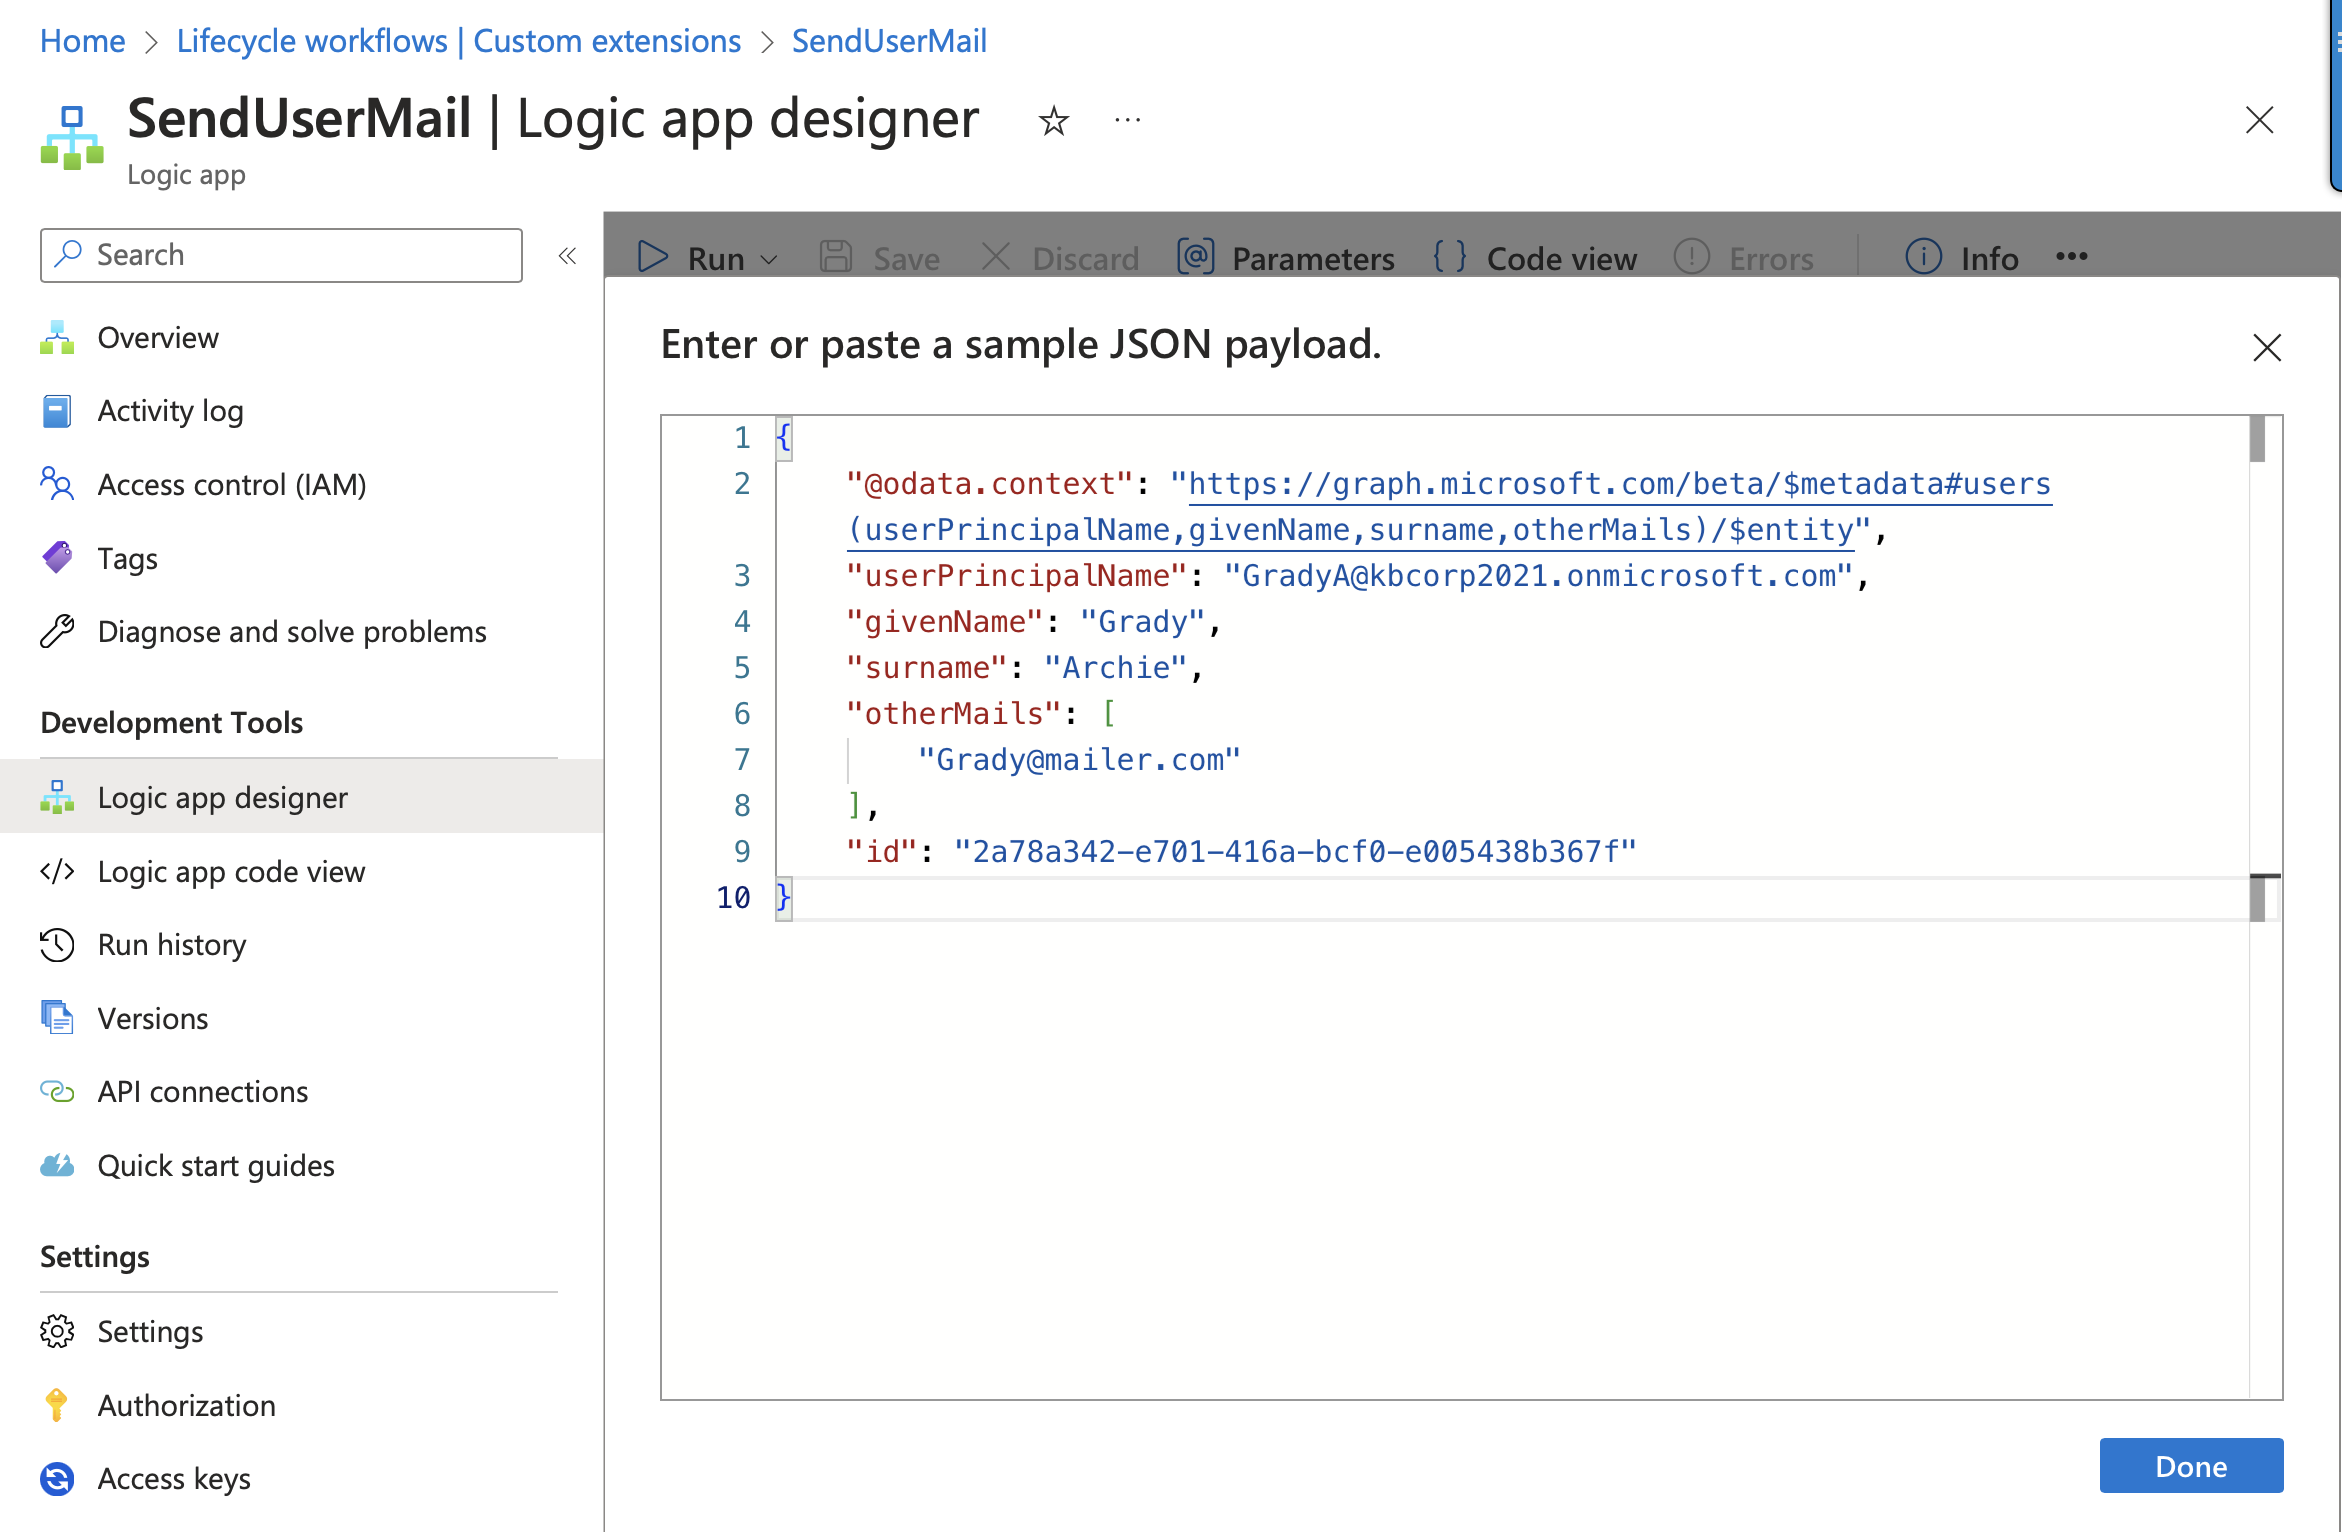 Home > Lifecycle workflows | Custom extensions > SendUserMail
SendUserMail | Logic app designer
Logic app
Search
Overview
Activity log
Access control (IAM)
Tags
Diagnose and solve problems
Development Tools
Logic app designer
Logic app code view
Run history
Versions
API connections
Quick start guides
Settings
Settings
Authorization
Access keys
Run Save Discard Parameters Code view Errors Info
Enter or paste a sample JSON payload.
1 {
2 "@odata.context": "https://graph.microsoft.com/beta/$metadata#users
(userPrincipalName,givenName,surname,otherMails)/$entity",
3 "userPrincipalName": "GradyA@kbcorp2021.onmicrosoft.com",
4 "givenName": "Grady",
5 "surname": "Archie",
6 "otherMails": [
7 "Grady@mailer.com"
8 ],
9 "id": "2a78a342-e701-416a-bcf0-e005438b367f"
10 }
Done